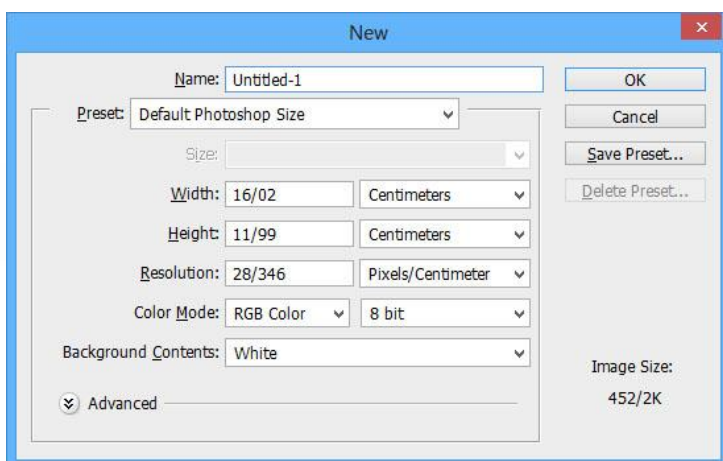 New
Name: Untitled-1
OK
Preset: Default Photoshop Size
Cancel
Size:
Save Preset...
Width: 16/02 Centimeters
Delete Preset...
Height: 11/99 Centimeters
Resolution: 28/346 Pixels/Centimeter
Color Mode: RGB Color 8 bit
Background Contents: White
Image Size:
452/2K
Advanced